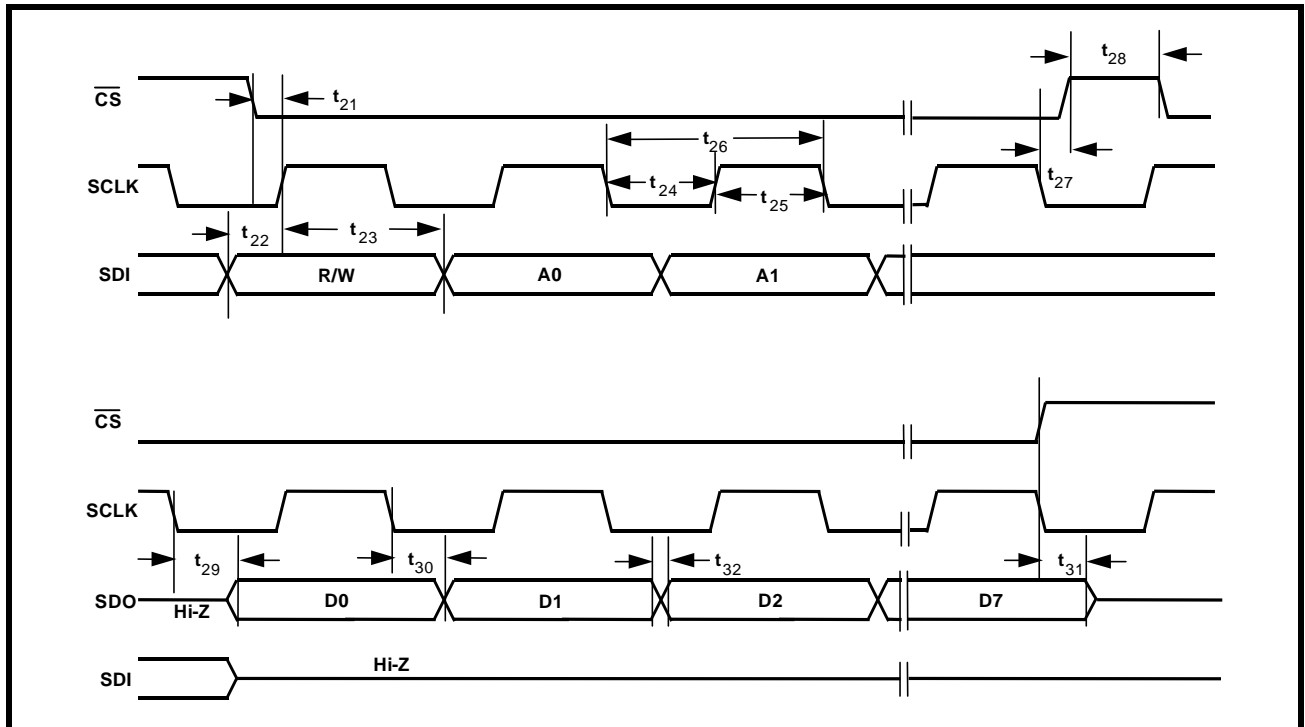 t28
CS
t21
t26
SCLK
t24
t25
t27
t22
t23
SDI
R/W
A0
A1
CS
SCLK
t29
t30
t32
t31
SDO
Hi-Z
D0
D1
D2
D7
SDI
Hi-Z